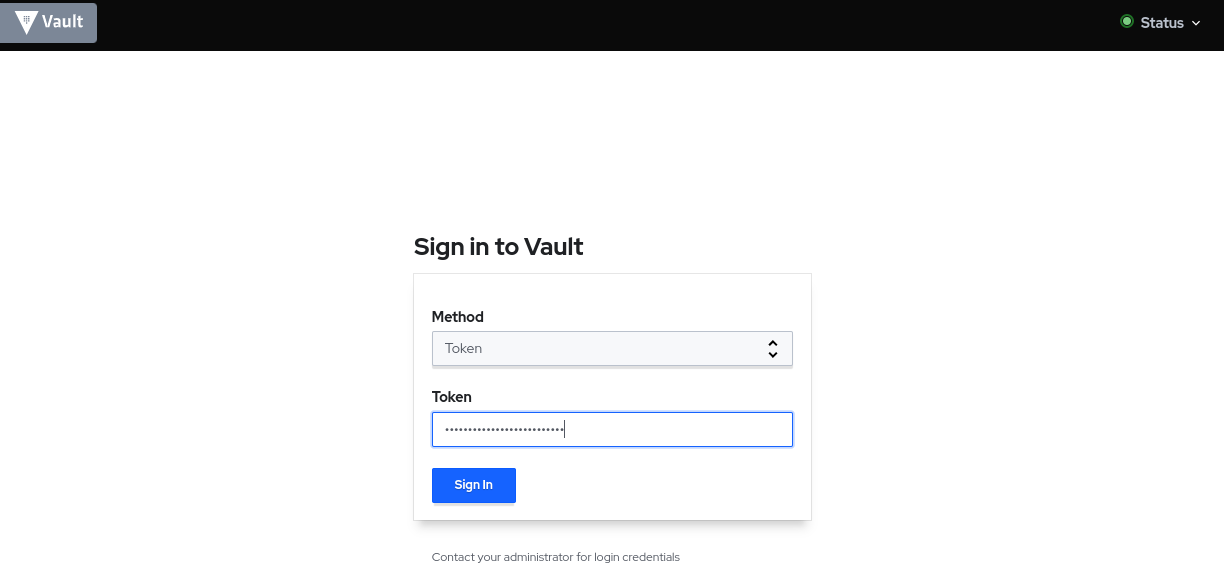 Vault
Status
Sign in to Vault
Method
Token
Token
••••••••••••••••••••••••••
Sign In
Contact your administrator for login credentials